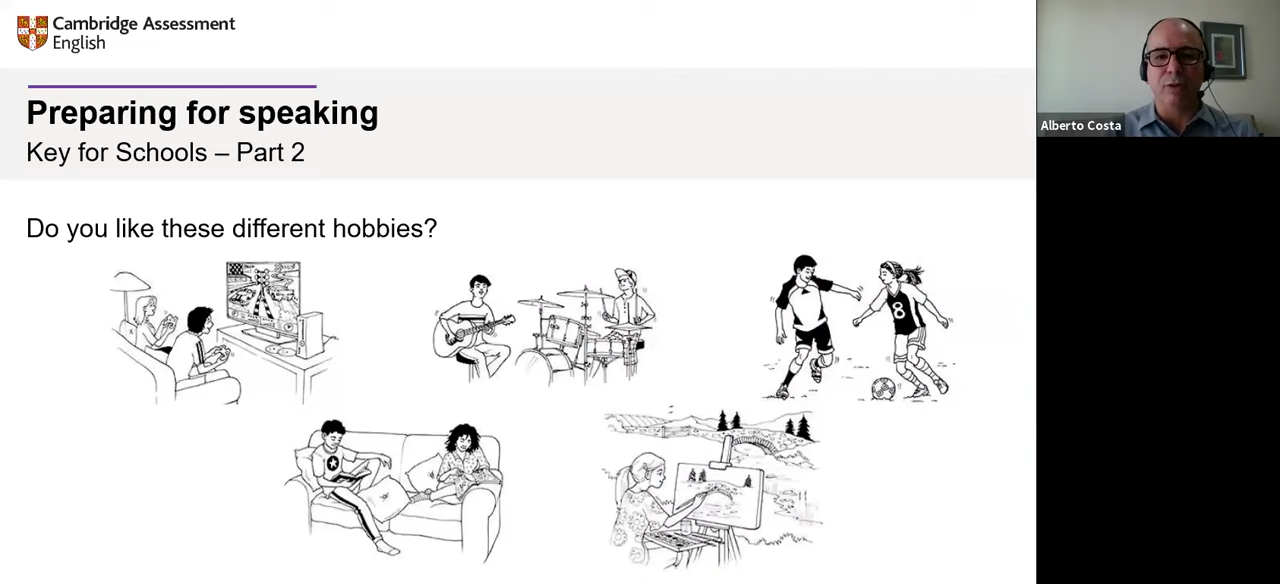 Cambridge Assessment
English
Preparing for speaking
Key for Schools – Part 2
Do you like these different hobbies?
8
Alberto Costa